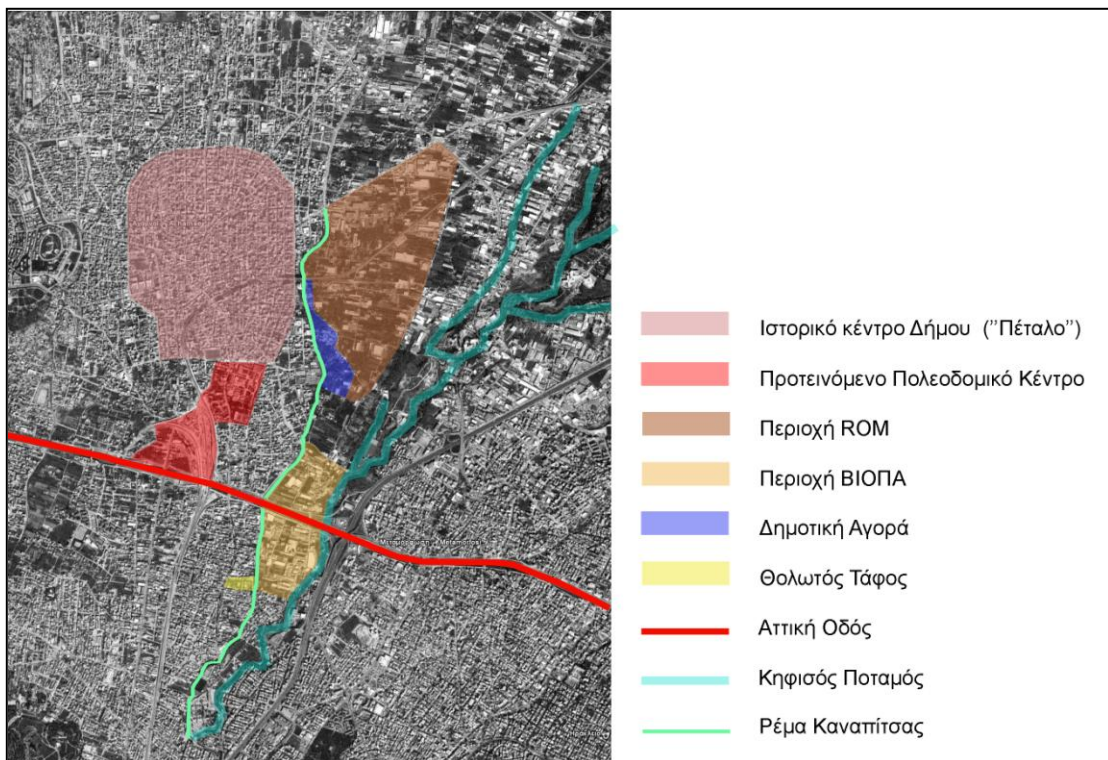 Ιστορικό κέντρο Δήμου (''Πέταλο'')
Προτεινόμενο Πολεοδομικό Κέντρο
Περιοχή ROM
Περιοχή ΒΙΟΠΑ
Δημοτική Αγορά
Θολωτός Τάφος
Αττική Οδός
Κηφισός Ποταμός
Ρέμα Καναπίτσας